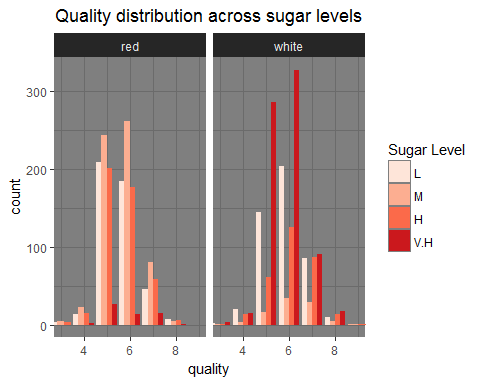 Quality distribution across sugar levels
red white
300
200
100
0
count
4 6 8 4 6 8
quality
Sugar Level
L
M
H
V.H